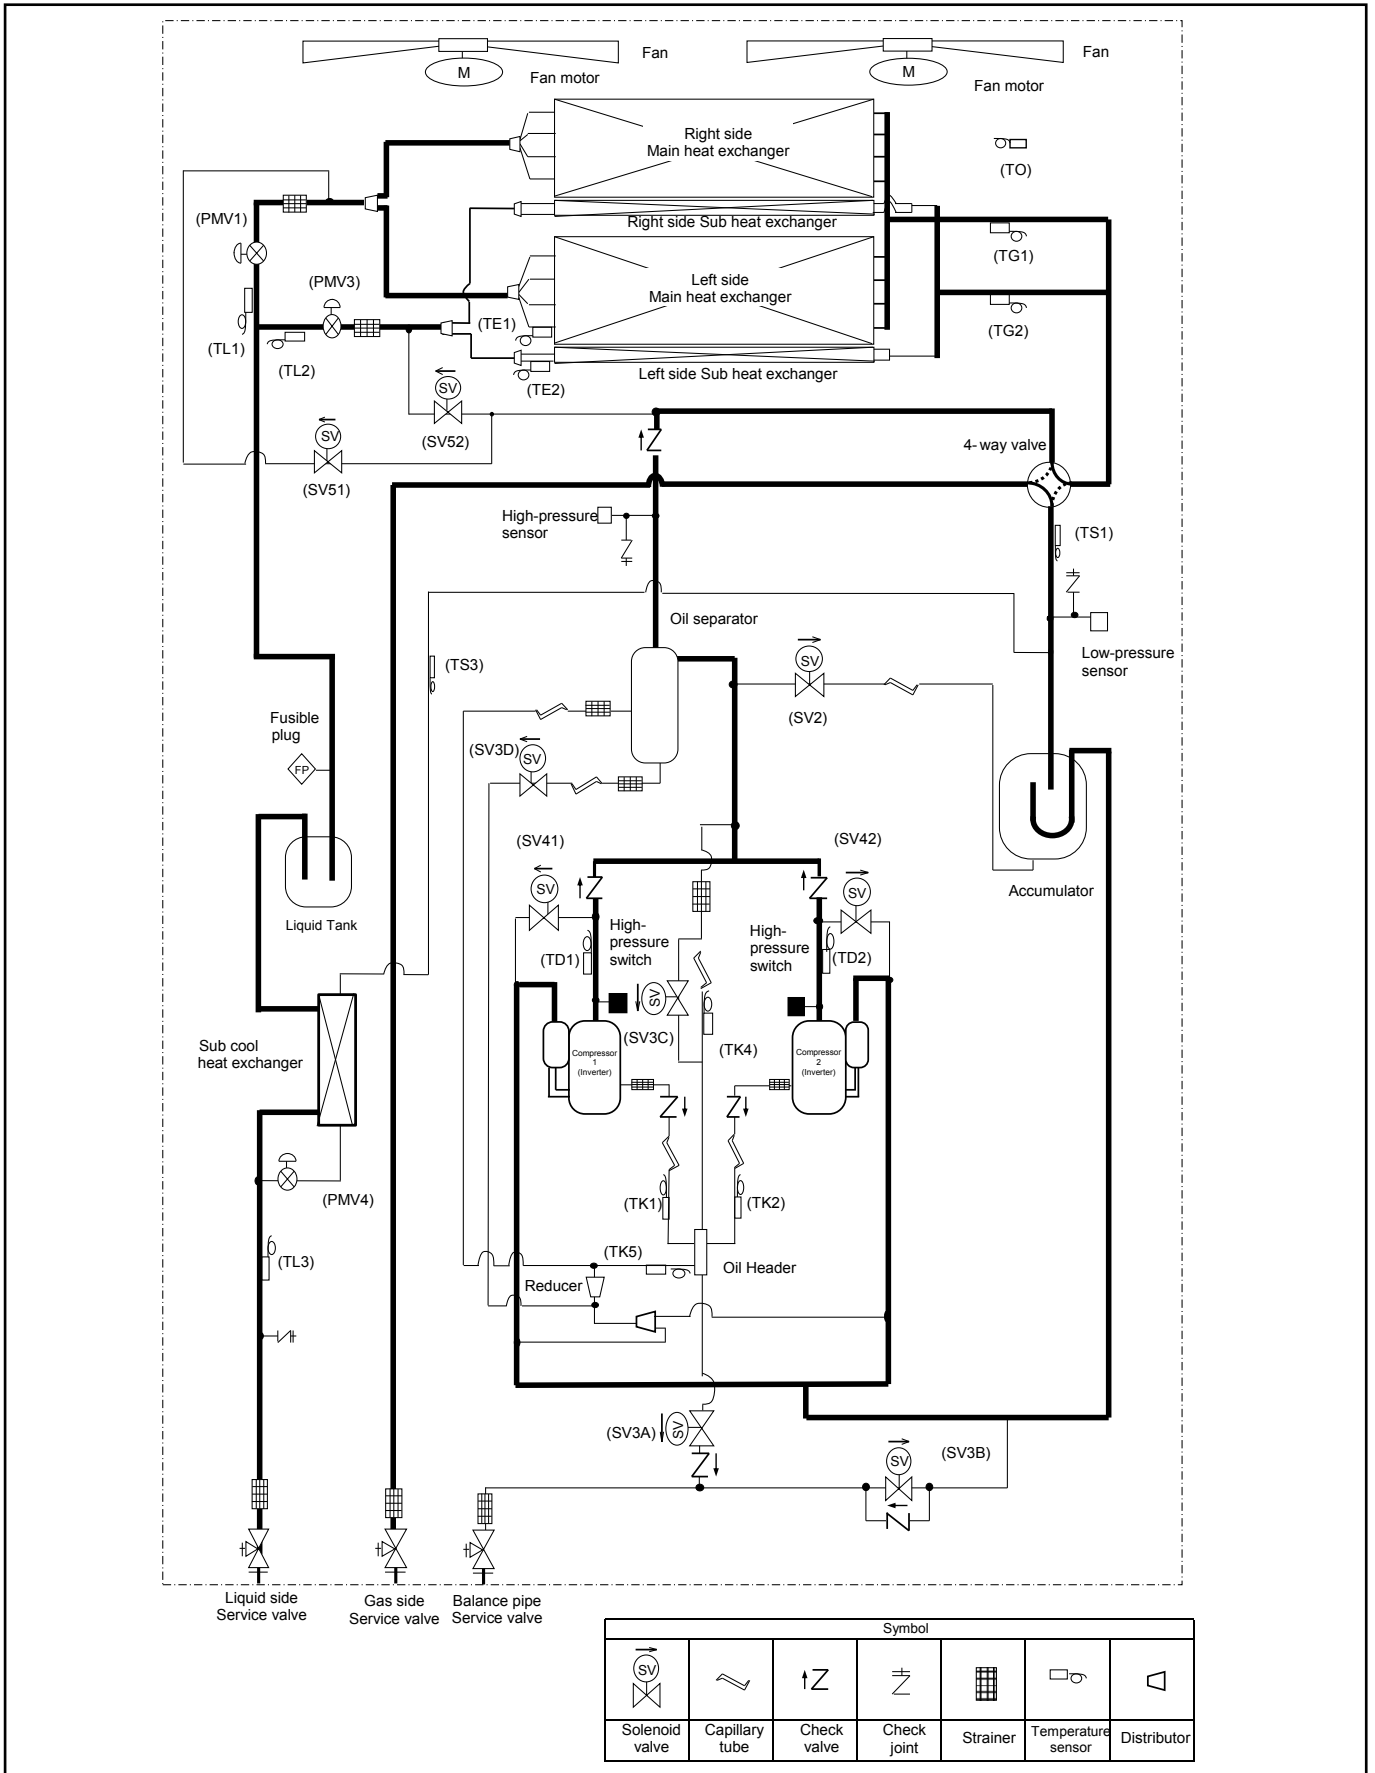 Fan
Fan
M
M
Fan motor
Fan motor
Right side
Main heat exchanger
(TO)
(PMV1)
Right side Sub heat exchanger
(TG1)
(PMV3)
Left side
Main heat exchanger
(TE1)
(TG2)
(TL1)
(TL2)
Left side Sub heat exchanger
(TE2)
SV
(SV52)
SV
4- way valve
(SV51)
High-pressure
sensor
(TS1)
Oil separator
Low-pressure
sensor
(TS3)
SV
(SV2)
Fusible
plug
FP
(SV3D)
SV
(SV41)
(SV42)
SV
SV
Accumulator
Liquid Tank
High-
pressure
switch
High-
pressure
switch
(TD1)
(TD2)
SV
(SV3C)
(TK4)
Sub cool
heat exchanger
Compressor
1
(Inverter)
Compressor
2
(Inverter)
(PMV4)
(TK1)
(TK2)
(TL3)
(TK5)
Oil Header
Reducer
(SV3A)
SV
(SV3B)
SV
Liquid side
Service valve
Gas side
Service valve
Balance pipe
Service valve
Symbol
SV
Solenoid
valve
Capillary
tube
Check
valve
Check
joint
Strainer
Temperature
sensor
Distributor